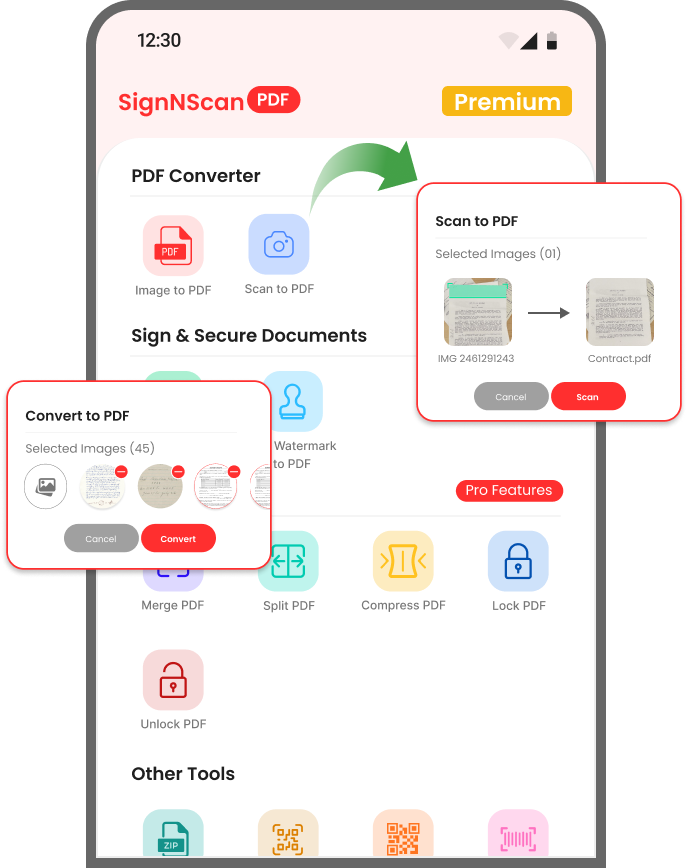 12:30
SignNScan PDF
Premium
PDF Converter
PDF
Image to PDF
Scan to PDF
Scan to PDF
Selected Images (01)
IMG 2461291243
Contract.pdf
Cancel
Scan
Sign & Secure Documents
Watermark
to PDF
Convert to PDF
Selected Images (45)
Cancel
Convert
Pro Features
Merge PDF
Split PDF
Compress PDF
Lock PDF
Unlock PDF
Other Tools
ZIP